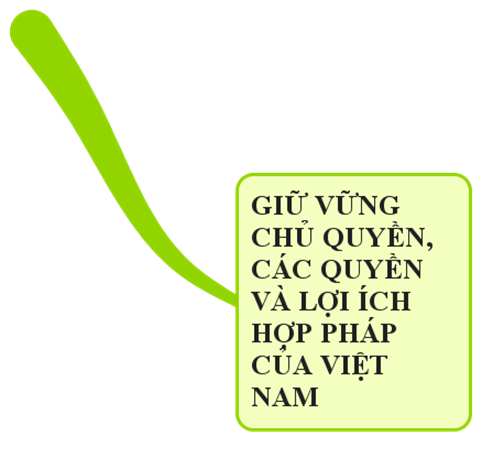 GIỮ VỮNG
CHỦ QUYỀN,
CÁC QUYỀN
VÀ LỢI ÍCH
HỢP PHÁP
CỦA VIỆT
NAM